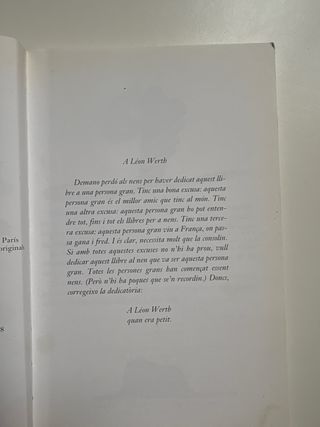 A Léon Werth
Demano perdó als nens per haver dedicat aquest lli-
bre a una persona gran. Tinc una bona excusa: aquesta
persona gran és el millor amic que tinc al món. Tinc
una altra excusa: aquesta persona gran ho pot enten-
dre tot, fins i tot els llibres per a nens. Tinc una terce-
ra excusa: aquesta persona gran viu a França, on pas-
sa gana i fred. I és clar, necessita molt que la consolin.
Si amb totes aquestes excuses no n'hi ha prou, vull
dedicar aquest llibre al nen que va ser aquesta persona
gran. Totes les persones grans han començat essent
nens. (Però n'hi ha poques que se'n recordin.) Doncs,
corregeixo la dedicatòria:
A Léon Werth
quan era petit.
París
original
s